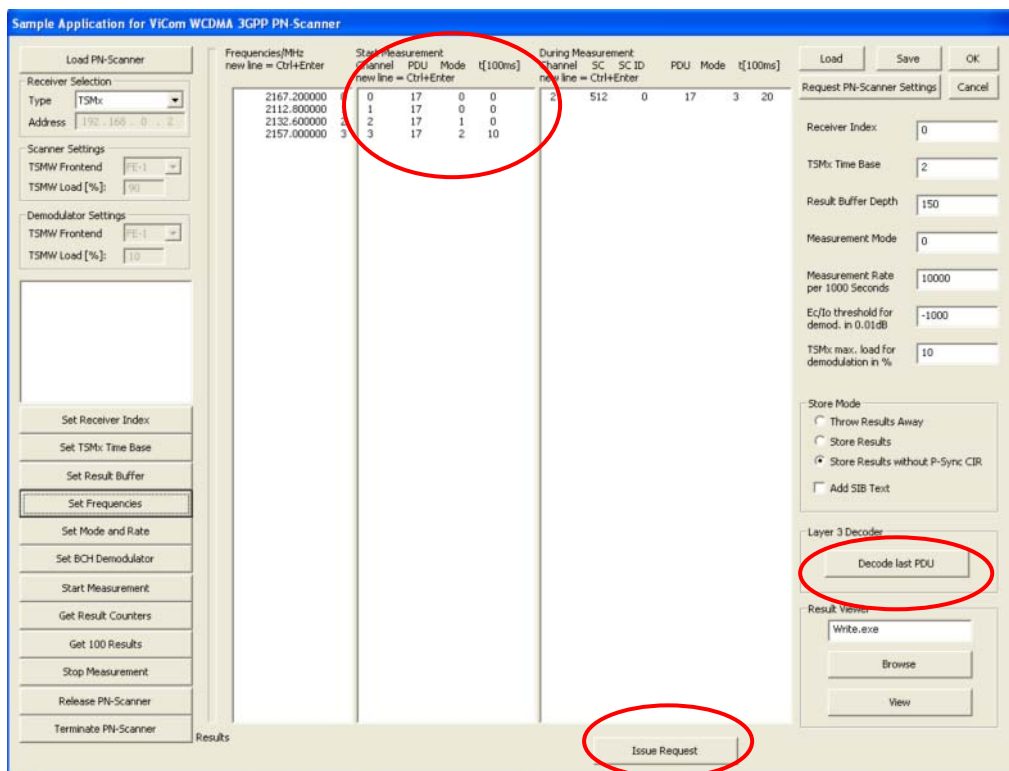 Sample Application for ViCom WCDMA 3GPP PN-Scanner
Load PN-Scanner
Receiver Selection
Type TSMx
Address 192 . 168 . 0 . 2
Scanner Settings
TSMW Frontend FE-1
TSMW Load [%]: 90
Demodulator Settings
TSMW Frontend FE-1
TSMW Load [%]: 10
Set Receiver Index
Set TSMx Time Base
Set Result Buffer
Set Frequencies
Set Mode and Rate
Set BCH Demodulator
Start Measurement
Get Result Counters
Get 100 Results
Stop Measurement
Release PN-Scanner
Terminate PN-Scanner
Frequencies/MHz
new line = Ctrl+Enter
2167.200000
2112.800000
2132.600000 2
2157.000000 3
Start Measurement
Channel PDU Mode t[100ms]
new line = Ctrl+Enter
0 17 0 0
1 17 0 0
2 17 1 0
3 17 2 10
During Measurement
Channel SC SC ID PDU Mode t[100ms]
new line = Ctrl+Enter
2 512 0 17 3 20
Results
Issue Request
Load Save OK
Request PN-Scanner Settings Cancel
Receiver Index 0
TSMx Time Base 2
Result Buffer Depth 150
Measurement Mode 0
Measurement Rate
per 1000 Seconds 10000
Ec/Io threshold for
demod. in 0.01dB -1000
TSMx max. load for
demodulation in % 10
Store Mode
Throw Results Away
Store Results
Store Results without P-Sync CIR
Add SIB Text
Layer 3 Decoder
Decode last PDU
Result Viewer
Write.exe
Browse
View